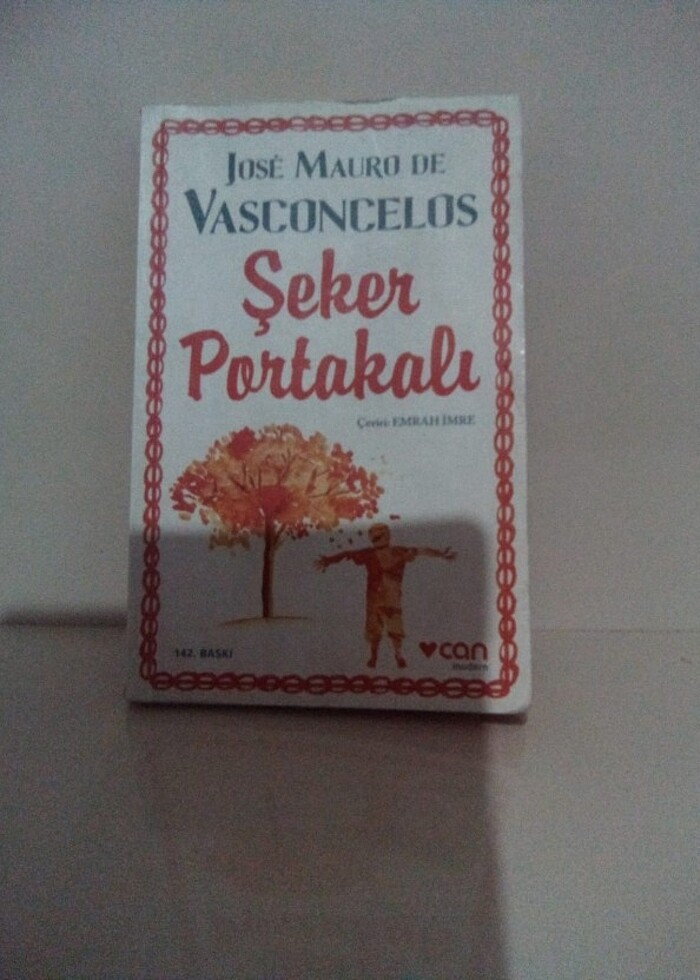 JOSÉ MAURO DE
VASCONCELOS
Şeker
Portakalı
Çeviri: EMRAH İMRE
142. BASKI
can
modern